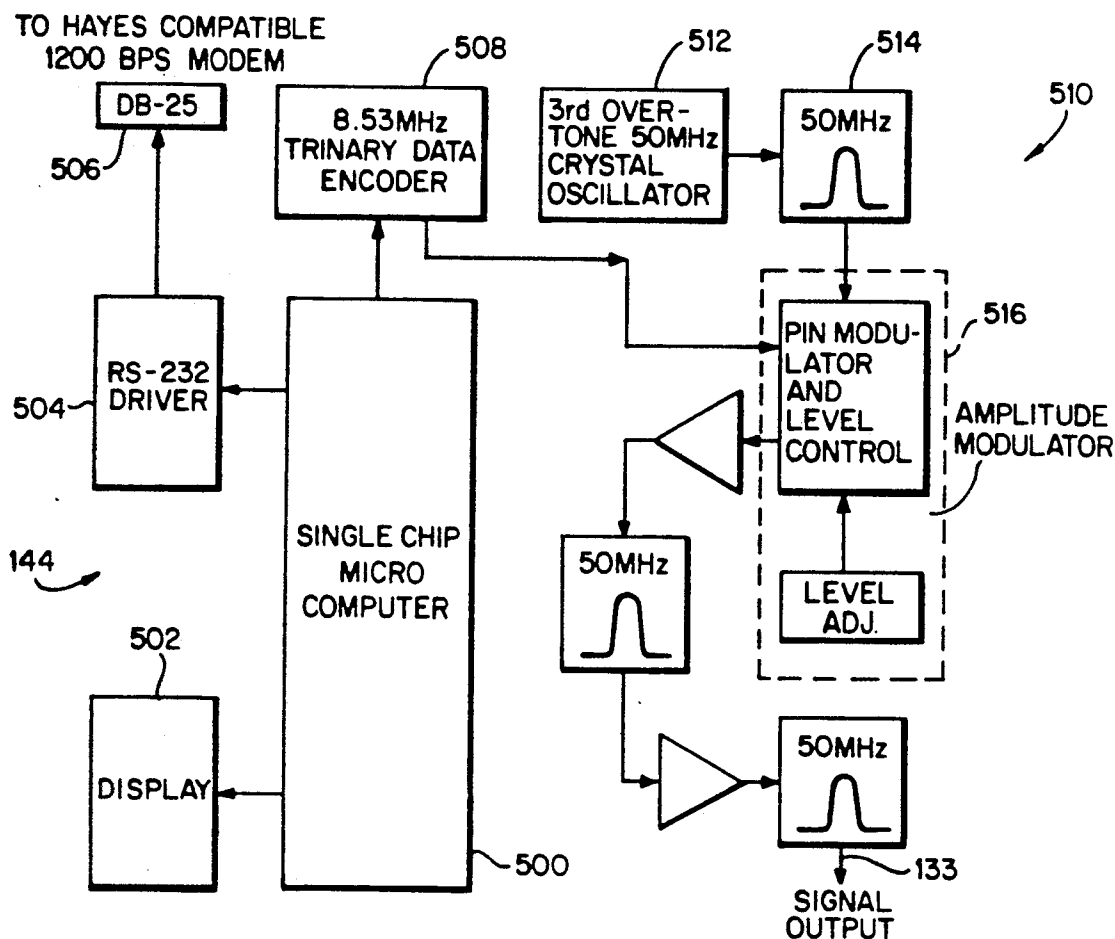 TO HAYES COMPATIBLE
1200 BPS MODEM
DB-25
506
508
8.53MHz
TRINARY DATA
ENCODER
512
3rd OVER-
TONE 50MHz
CRYSTAL
OSCILLATOR
514
50MHz
510
RS-232
DRIVER
504
PIN MODU-
LATOR
AND
LEVEL
CONTROL
516
AMPLITUDE
MODULATOR
SINGLE CHIP
MICRO
COMPUTER
144
50MHz
LEVEL
ADJ.
502
DISPLAY
50MHz
500
133
SIGNAL
OUTPUT